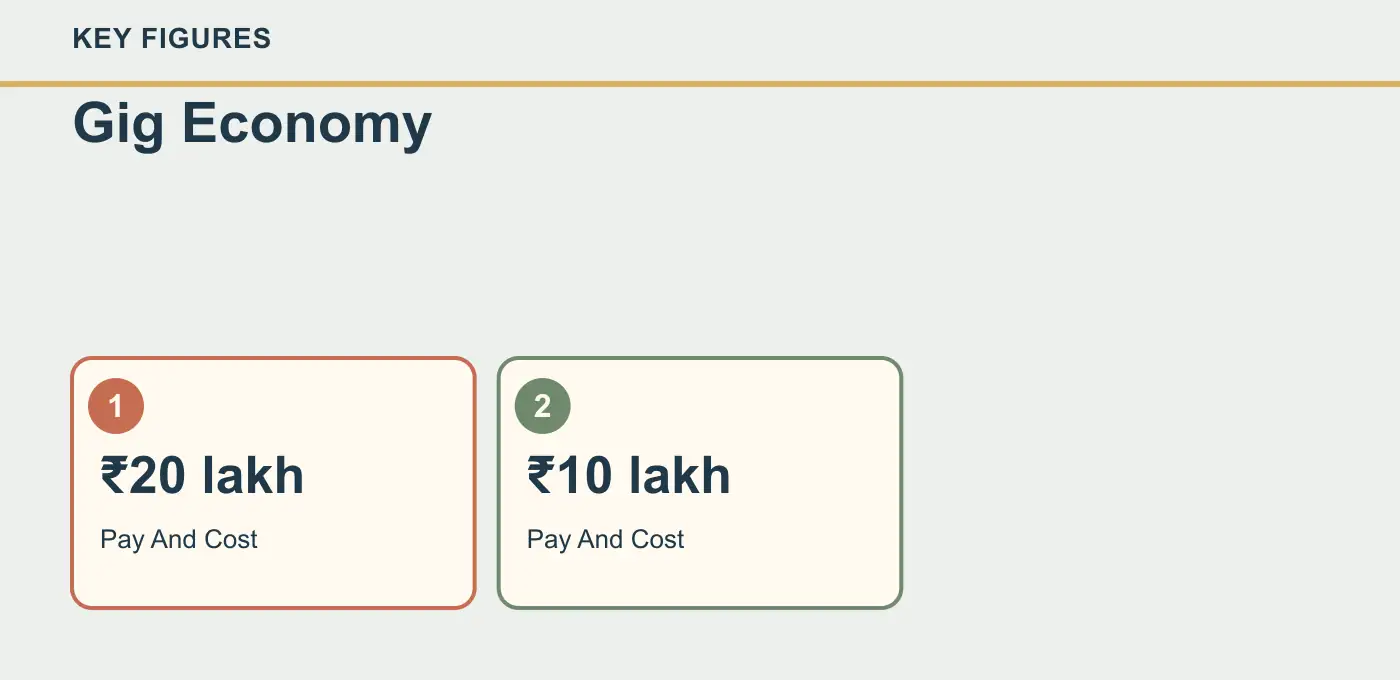 KEY FIGURES
Gig Economy
1
₹20 lakh
Pay And Cost
2
₹10 lakh
Pay And Cost